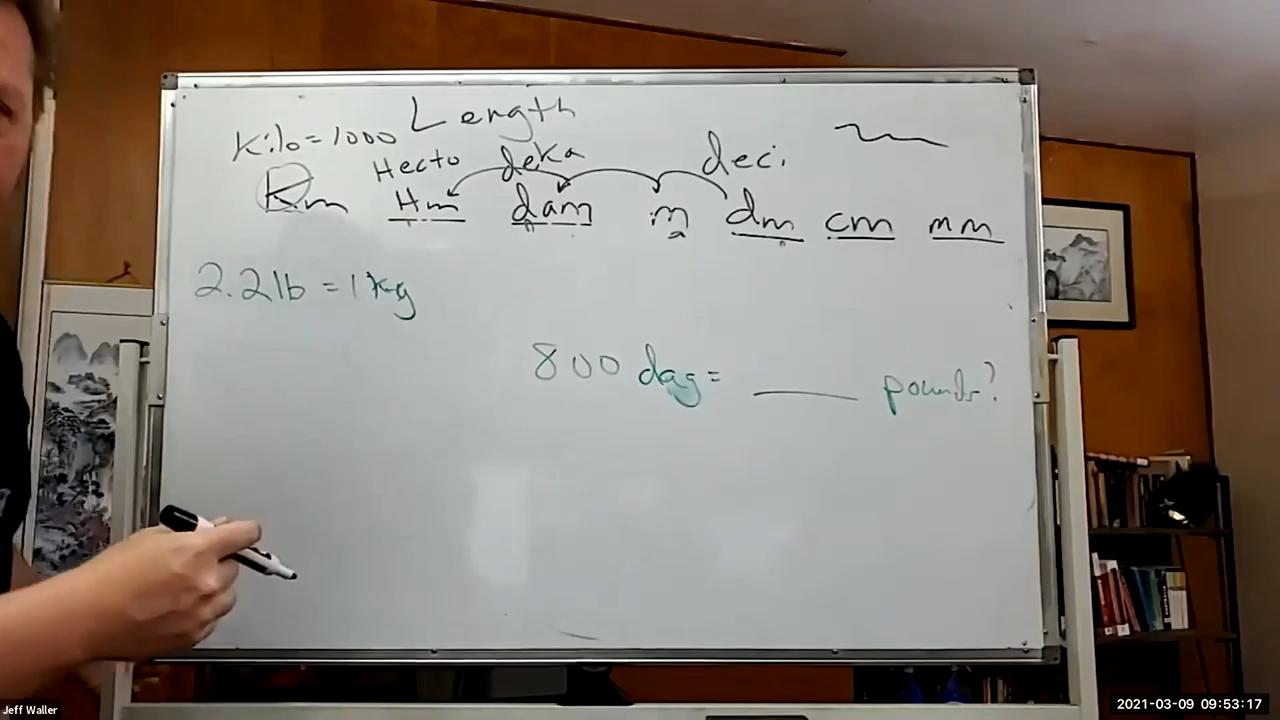 Length
Kilo=1000
Hecto deka deci
Km Hm dam m dm cm mm
2.2lb = 1kg
800 dag = ____ pounds?
Jeff Waller
2021-03-09 09:53:17